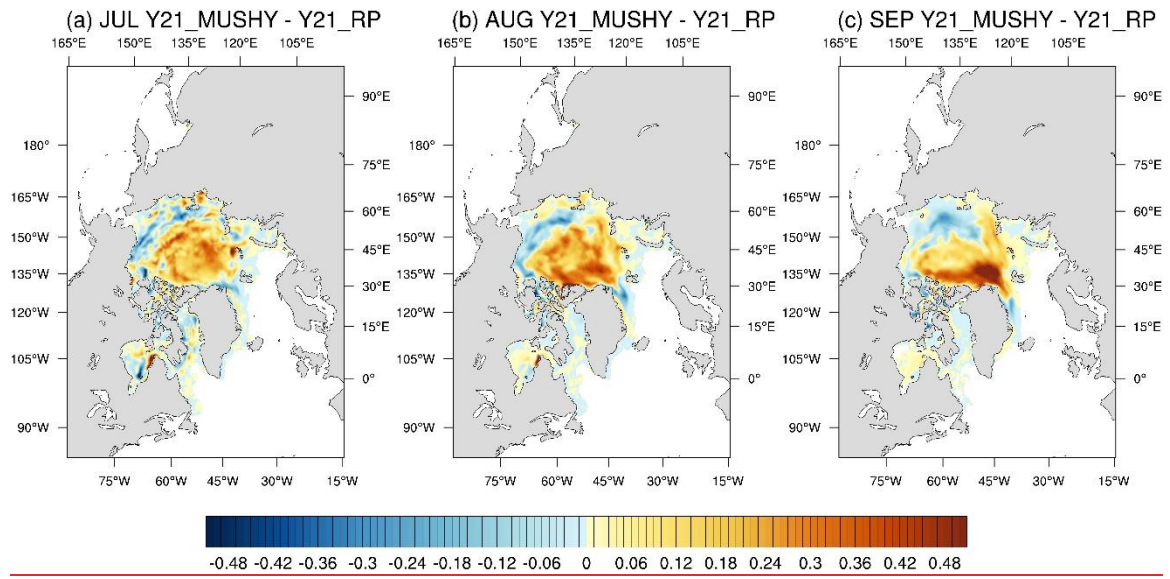 (a) JUL Y21_MUSHY - Y21_RP (b) AUG Y21_MUSHY - Y21_RP (c) SEP Y21_MUSHY - Y21_RP
165°E 150°E 135°E 120°E 105°E 165°E 150°E 135°E 120°E 105°E 165°E 150°E 135°E 120°E 105°E
90°E 90°E 90°E
180° 180° 180°
75°E 75°E 75°E
165°W 60°E 165°W 60°E 165°W 60°E
150°W 45°E 150°W 45°E 150°W 45°E
135°W 30°E 135°W 30°E 135°W 30°E
120°W 15°E 120°W 15°E 120°W 15°E
105°W 0° 105°W 0° 105°W 0°
90°W 90°W 90°W
75°W 60°W 45°W 30°W 15°W 75°W 60°W 45°W 30°W 15°W 75°W 60°W 45°W 30°W 15°W
-0.48 -0.42 -0.36 -0.3 -0.24 -0.18 -0.12 -0.06 0 0.06 0.12 0.18 0.24 0.3 0.36 0.42 0.48